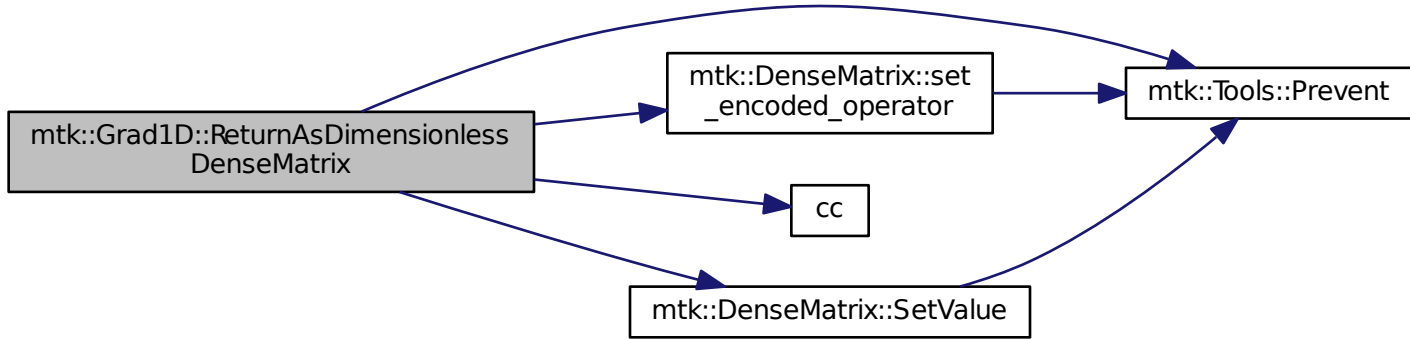 mtk::Grad1D::ReturnAsDimensionless
DenseMatrix
mtk::DenseMatrix::set
_encoded_operator
mtk::Tools::Prevent
cc
mtk::DenseMatrix::SetValue